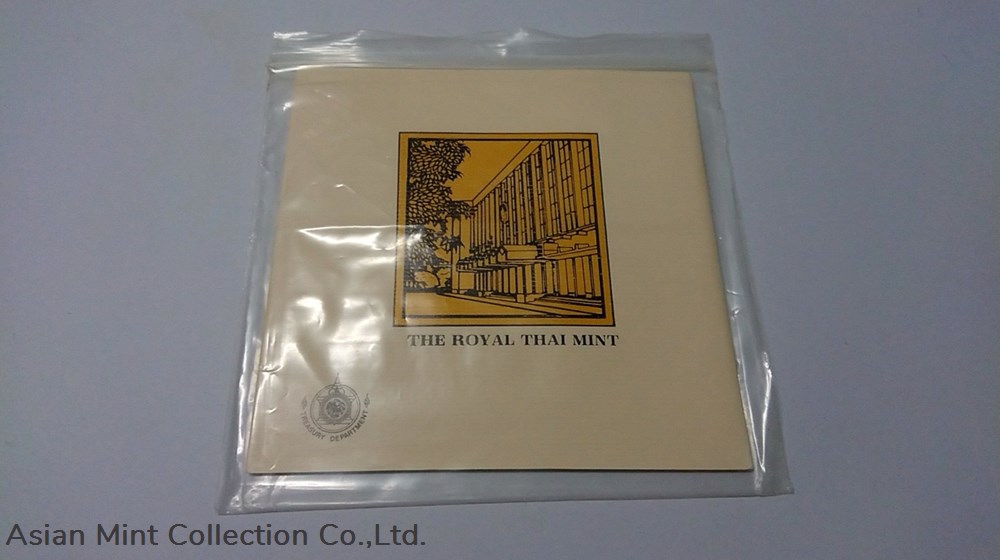 THE ROYAL THAI MINT
TREASURY DEPARTMENT
Asian Mint Collection Co.,Ltd.